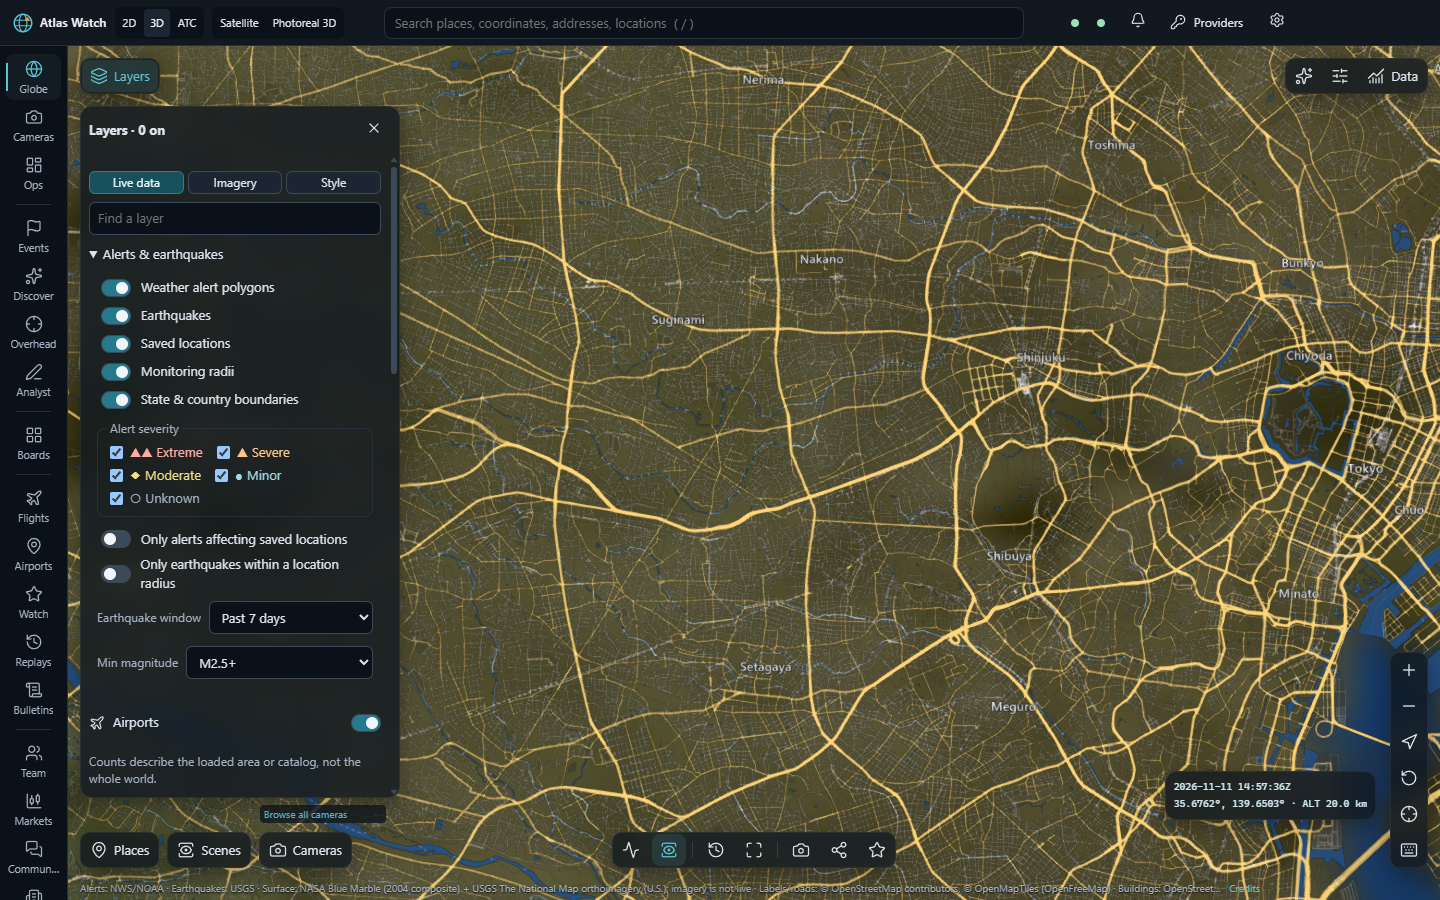 Atlas Watch
2D
3D
ATC
Satellite
Photoreal 3D
Search places, coordinates, addresses, locations ( / )
Providers
Globe
Cameras
Ops
Events
Discover
Overhead
Analyst
Boards
Flights
Airports
Watch
Replays
Bulletins
Team
Markets
Commun...
Layers
Data
Layers · 0 on
Live data
Imagery
Style
Find a layer
Alerts & earthquakes
Weather alert polygons
Earthquakes
Saved locations
Monitoring radii
State & country boundaries
Alert severity
Extreme
Severe
Moderate
Minor
Unknown
Only alerts affecting saved locations
Only earthquakes within a location
radius
Earthquake window
Past 7 days
Min magnitude
M2.5+
Airports
Counts describe the loaded area or catalog, not the
whole world.
Browse all cameras
Places
Scenes
Cameras
Nerima
Toshima
Nakano
Bunkyo
Suginami
Shinjuku
Chiyoda
Tokyo
Chuo
Shibuya
Minato
Setagaya
Meguro
2026-11-11 14:57:36Z
35.6762°, 139.6503° · ALT 20.0 km
Alerts: NWS/NOAA · Earthquakes: USGS · Surface: NASA Blue Marble (2004 composite) + USGS The National Map orthoimagery (U.S.); imagery is not live · Labels/roads: © OpenStreetMap contributors, © OpenMapTiles (OpenFreeMap) · Buildings: OpenStreet...
Credits